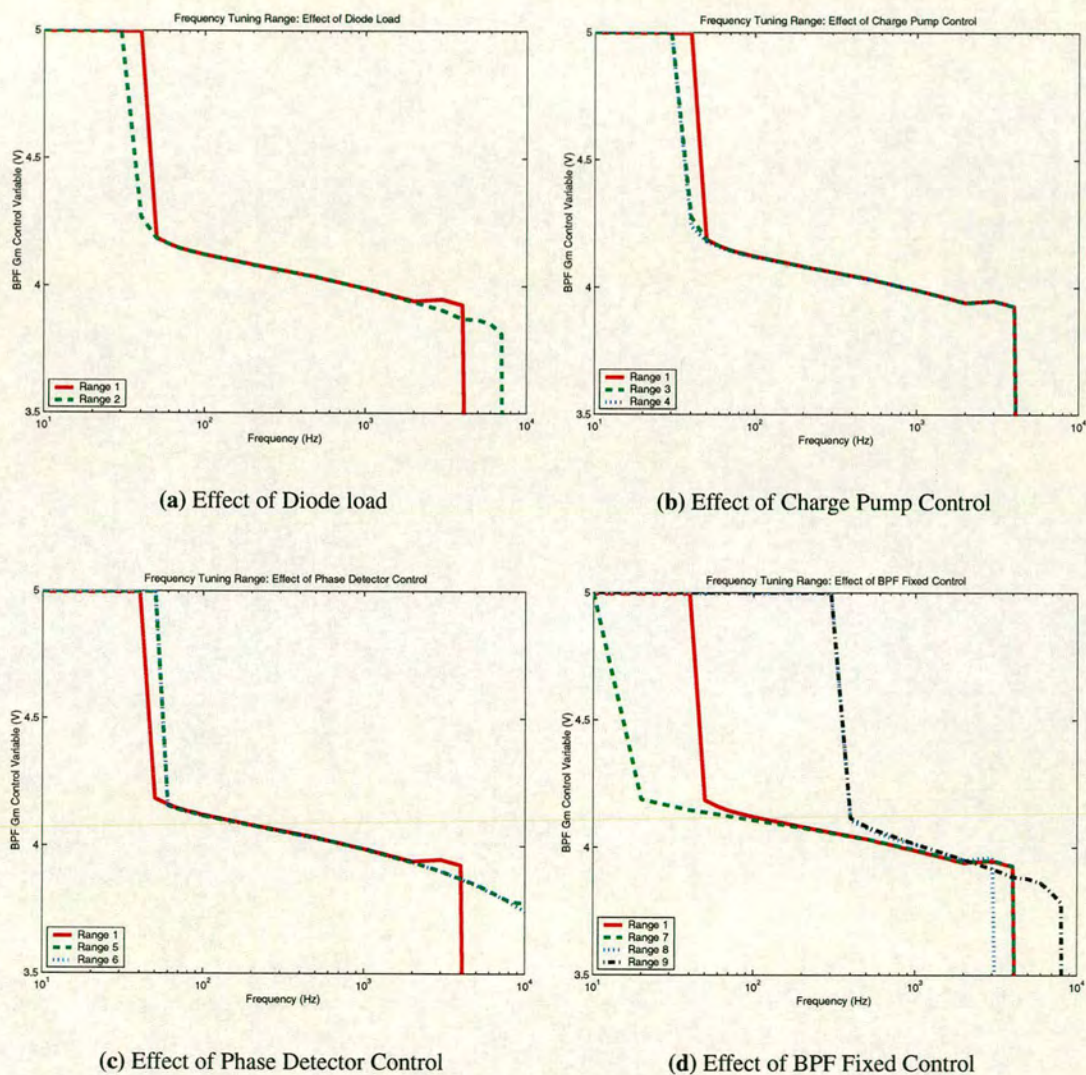 Frequency Tuning Range: Effect of Diode Load
5
4.5
4
3.5
BPF Gm Control Variable (V)
Range 1
Range 2
10¹
10²
10³
10⁴
Frequency (Hz)
(a) Effect of Diode load
Frequency Tuning Range: Effect of Charge Pump Control
5
4.5
4
3.5
BPF Gm Control Variable (V)
Range 1
Range 3
Range 4
10¹
10²
10³
10⁴
Frequency (Hz)
(b) Effect of Charge Pump Control
Frequency Tuning Range: Effect of Phase Detector Control
5
4.5
4
3.5
BPF Gm Control Variable (V)
Range 1
Range 5
Range 6
10¹
10²
10³
10⁴
Frequency (Hz)
(c) Effect of Phase Detector Control
Frequency Tuning Range: Effect of BPF Fixed Control
5
4.5
4
3.5
BPF Gm Control Variable (V)
Range 1
Range 7
Range 8
Range 9
10¹
10²
10³
10⁴
Frequency (Hz)
(d) Effect of BPF Fixed Control